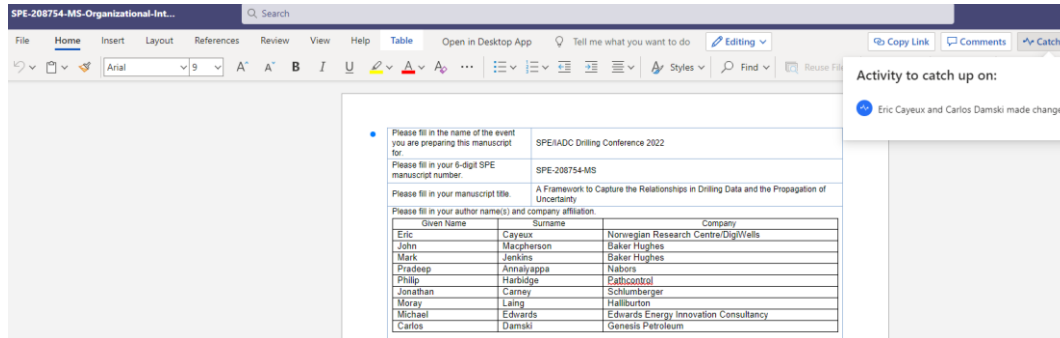 SPE-208754-MS-Organizational-Int...
Search
File Home Insert Layout References Review View Help Table Open in Desktop App Tell me what you want to do Editing Copy Link Comments Catch
Arial 9 A A B I U A A ... Styles Find Reuse File
Activity to catch up on:
Eric Cayeux and Carlos Damski made change
Please fill in the name of the event
you are preparing this manuscript
for.
SPE/IADC Drilling Conference 2022
Please fill in your 6-digit SPE
manuscript number.
SPE-208754-MS
Please fill in your manuscript title.
A Framework to Capture the Relationships in Drilling Data and the Propagation of
Uncertainty
Please fill in your author name(s) and company affiliation.
Given Name Surname Company
Eric Cayeux Norwegian Research Centre/DigiWells
John Macpherson Baker Hughes
Mark Jenkins Baker Hughes
Pradeep Annaiyappa Nabors
Philip Harbidge Pathcontrol
Jonathan Carney Schlumberger
Moray Laing Halliburton
Michael Edwards Edwards Energy Innovation Consultancy
Carlos Damski Genesis Petroleum